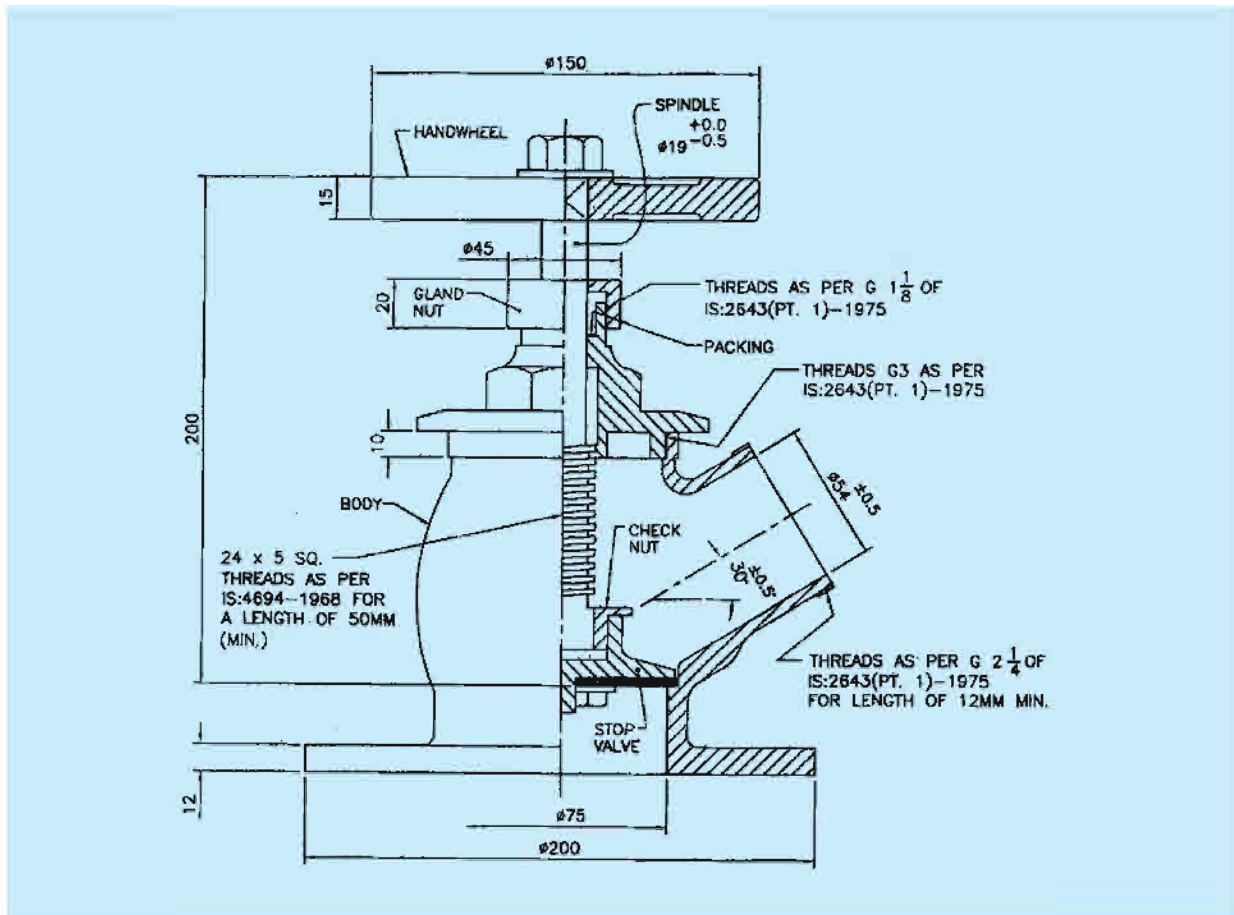 ø150
SPINDLE
+0.0
ø19 -0.5
HANDWHEEL
15
ø45
GLAND
NUT
20
THREADS AS PER G 1 1/8 OF
IS:2643(PT. 1)-1975
PACKING
THREADS G3 AS PER
IS:2643(PT. 1)-1975
200
10
ø54 ±0.5
BODY
CHECK
NUT
30° ±0.5°
24 x 5 SQ.
THREADS AS PER
IS:4694-1968 FOR
A LENGTH OF 50MM
(MIN.)
THREADS AS PER G 2 1/4 OF
IS:2643(PT. 1)-1975
FOR LENGTH OF 12MM MIN.
STOP
VALVE
12
ø75
ø200